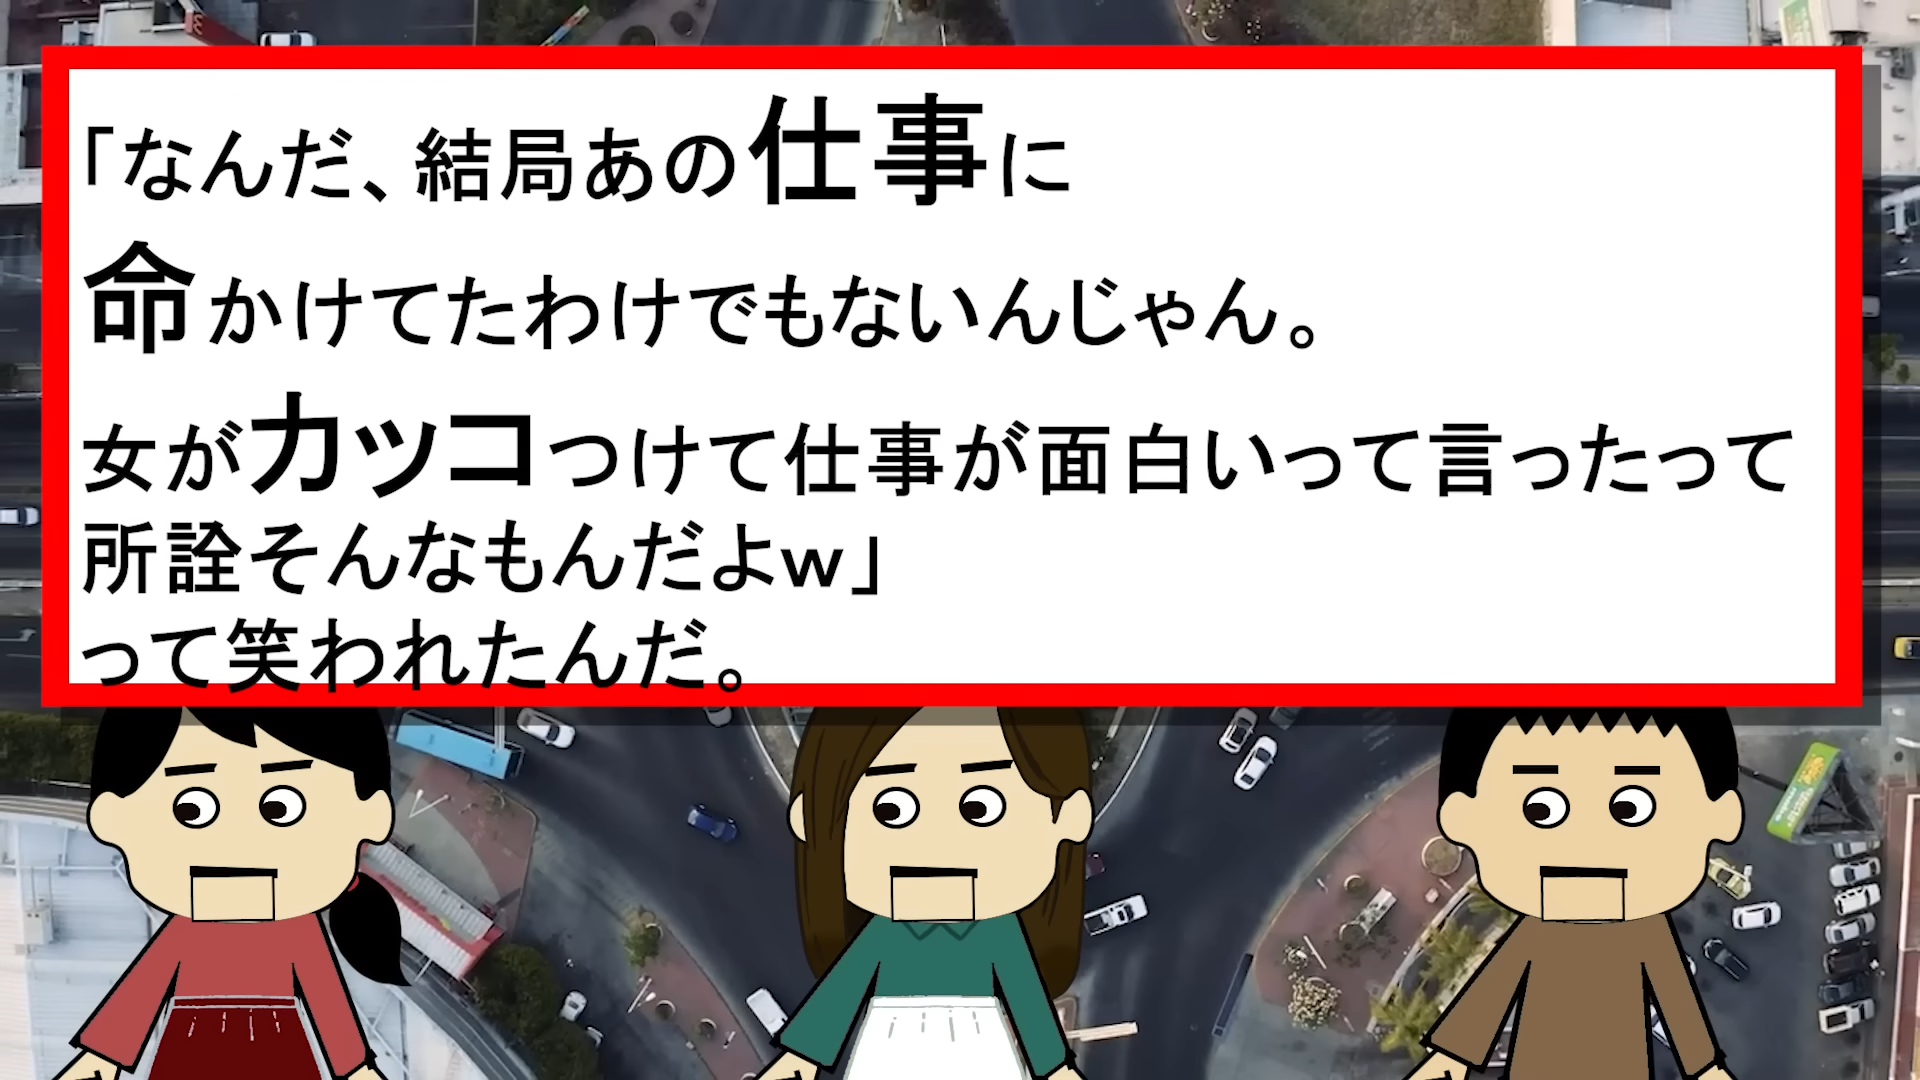 「なんだ、結局あの仕事に
命かけてたわけでもないんじゃん。
女がカッコつけて仕事が面白いって言ったって
所詮そんなもんだよｗ」
って笑われたんだ。